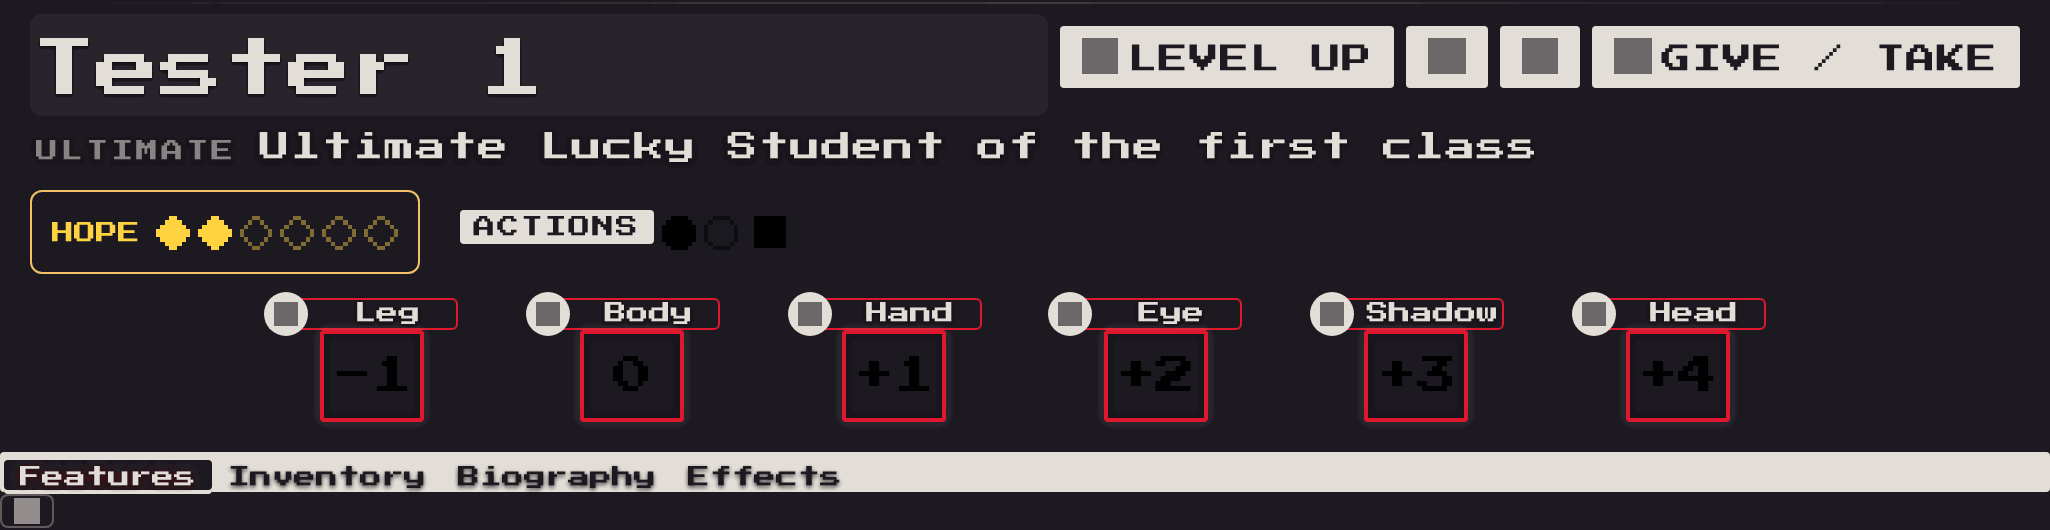 Tester 1 LEVEL UP GIVE / TAKE
ULTIMATE Ultimate Lucky Student of the first class
HOPE ACTIONS
Leg Body Hand Eye Shadow Head
-1 0 +1 +2 +3 +4
Features Inventory Biography Effects